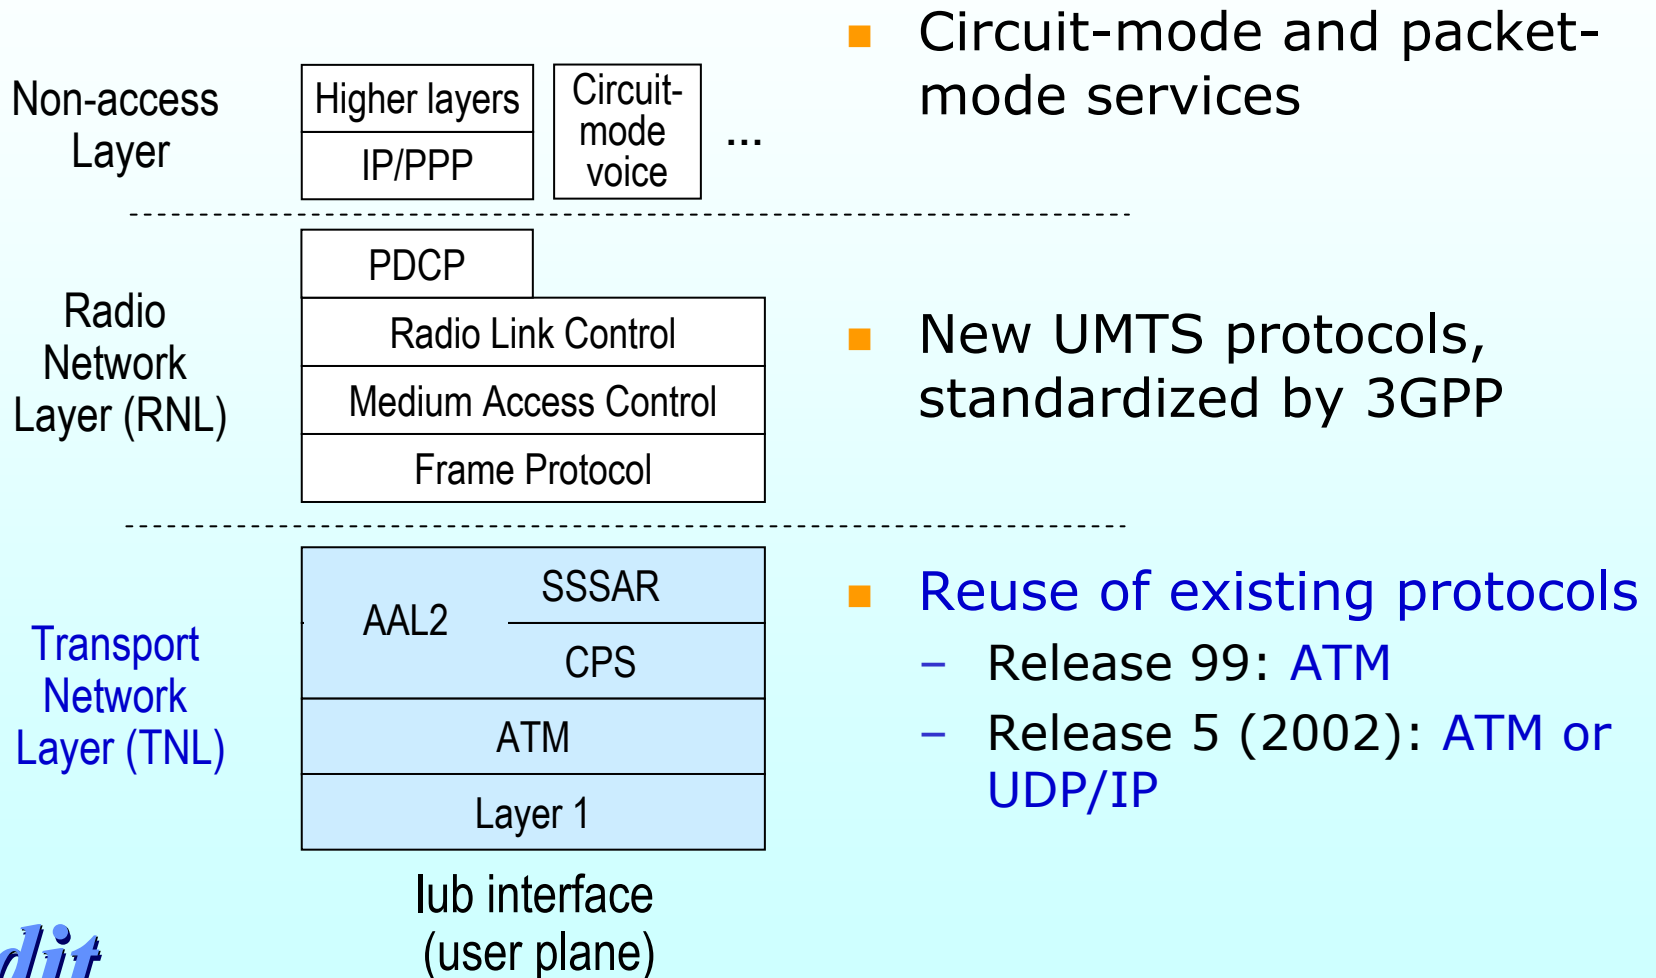 Non-access
Layer
Higher layers
IP/PPP
Circuit-
mode
voice
...
Circuit-mode and packet-
mode services
Radio
Network
Layer (RNL)
PDCP
Radio Link Control
Medium Access Control
Frame Protocol
New UMTS protocols,
standardized by 3GPP
Transport
Network
Layer (TNL)
AAL2
SSSAR
CPS
ATM
Layer 1
Reuse of existing protocols
– Release 99: ATM
– Release 5 (2002): ATM or
UDP/IP
Iub interface
(user plane)